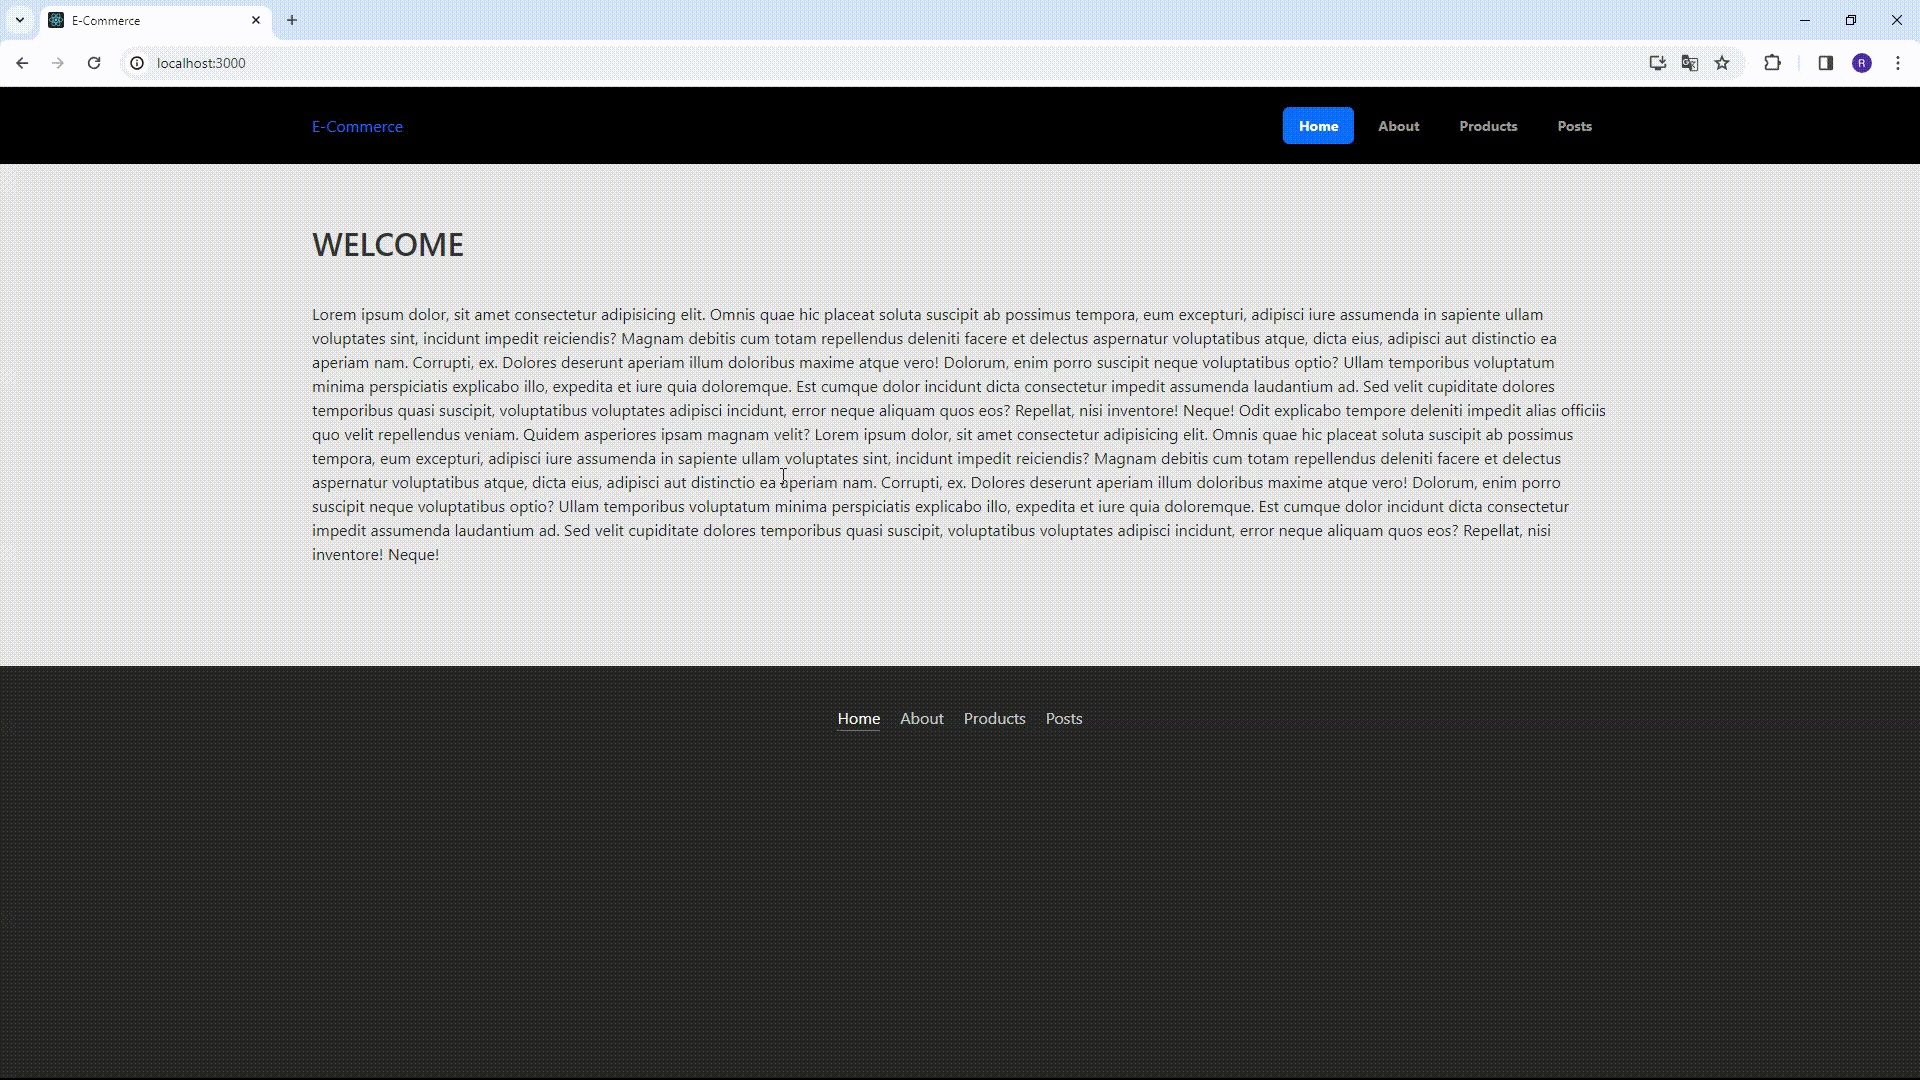 E-Commerce
localhost:3000
R
E-Commerce
Home About Products Posts
WELCOME
Lorem ipsum dolor, sit amet consectetur adipisicing elit. Omnis quae hic placeat soluta suscipit ab possimus tempora, eum excepturi, adipisci iure assumenda in sapiente ullam
voluptates sint, incidunt impedit reiciendis? Magnam debitis cum totam repellendus deleniti facere et delectus aspernatur voluptatibus atque, dicta eius, adipisci aut distinctio ea
aperiam nam. Corrupti, ex. Dolores deserunt aperiam illum doloribus maxime atque vero! Dolorum, enim porro suscipit neque voluptatibus optio? Ullam temporibus voluptatum
minima perspiciatis explicabo illo, expedita et iure quia doloremque. Est cumque dolor incidunt dicta consectetur impedit assumenda laudantium ad. Sed velit cupiditate dolores
temporibus quasi suscipit, voluptatibus voluptates adipisci incidunt, error neque aliquam quos eos? Repellat, nisi inventore! Neque! Odit explicabo tempore deleniti impedit alias officiis
quo velit repellendus veniam. Quidem asperiores ipsam magnam velit? Lorem ipsum dolor, sit amet consectetur adipisicing elit. Omnis quae hic placeat soluta suscipit ab possimus
tempora, eum excepturi, adipisci iure assumenda in sapiente ullam voluptates sint, incidunt impedit reiciendis? Magnam debitis cum totam repellendus deleniti facere et delectus
aspernatur voluptatibus atque, dicta eius, adipisci aut distinctio ea aperiam nam. Corrupti, ex. Dolores deserunt aperiam illum doloribus maxime atque vero! Dolorum, enim porro
suscipit neque voluptatibus optio? Ullam temporibus voluptatum minima perspiciatis explicabo illo, expedita et iure quia doloremque. Est cumque dolor incidunt dicta consectetur
impedit assumenda laudantium ad. Sed velit cupiditate dolores temporibus quasi suscipit, voluptatibus voluptates adipisci incidunt, error neque aliquam quos eos? Repellat, nisi
inventore! Neque!
Home About Products Posts